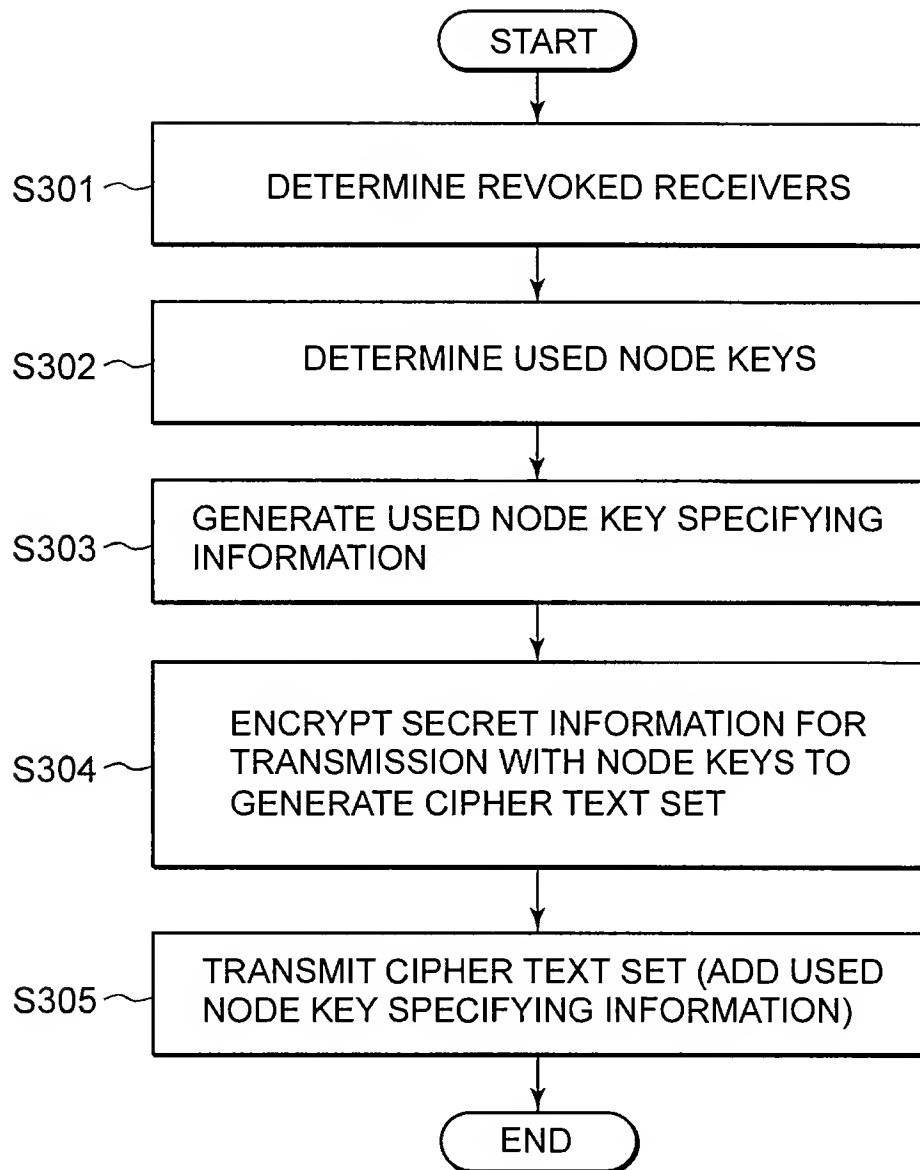 START
S301
DETERMINE REVOKED RECEIVERS
S302
DETERMINE USED NODE KEYS
S303
GENERATE USED NODE KEY SPECIFYING
INFORMATION
S304
ENCRYPT SECRET INFORMATION FOR
TRANSMISSION WITH NODE KEYS TO
GENERATE CIPHER TEXT SET
S305
TRANSMIT CIPHER TEXT SET (ADD USED
NODE KEY SPECIFYING INFORMATION)
END